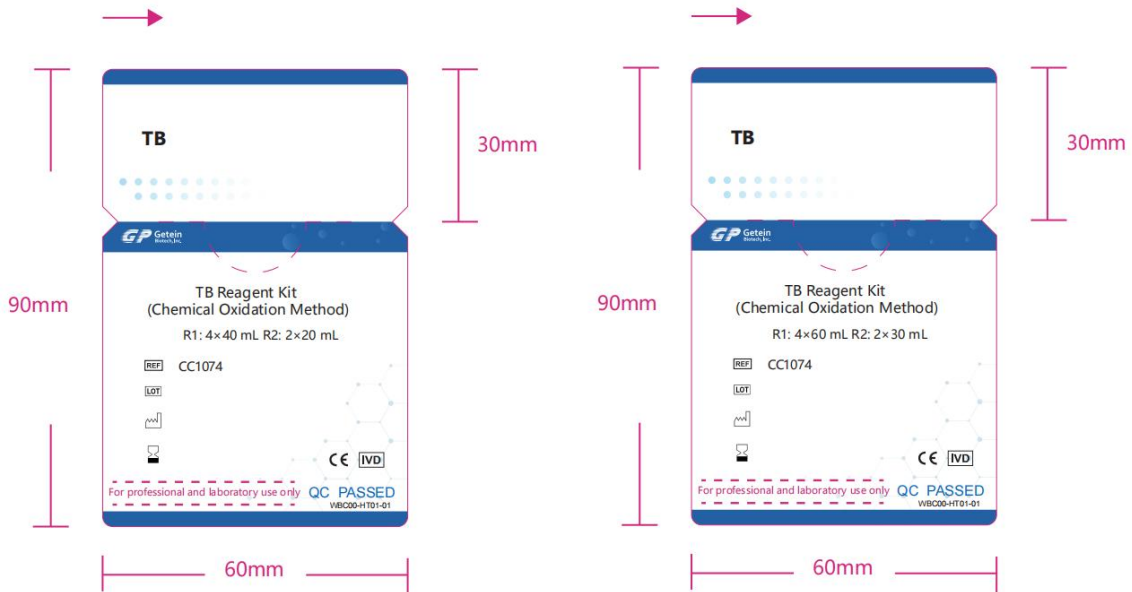 TB
30mm
GP Getein
Biotech,Inc.
90mm
TB Reagent Kit
(Chemical Oxidation Method)
R1: 4×40 mL R2: 2×20 mL
REF CC1074
LOT
CE IVD
For professional and laboratory use only QC PASSED
WBC00-HT01-01
60mm
TB
30mm
GP Getein
Biotech,Inc.
90mm
TB Reagent Kit
(Chemical Oxidation Method)
R1: 4×60 mL R2: 2×30 mL
REF CC1074
LOT
CE IVD
For professional and laboratory use only QC PASSED
WBC00-HT01-01
60mm